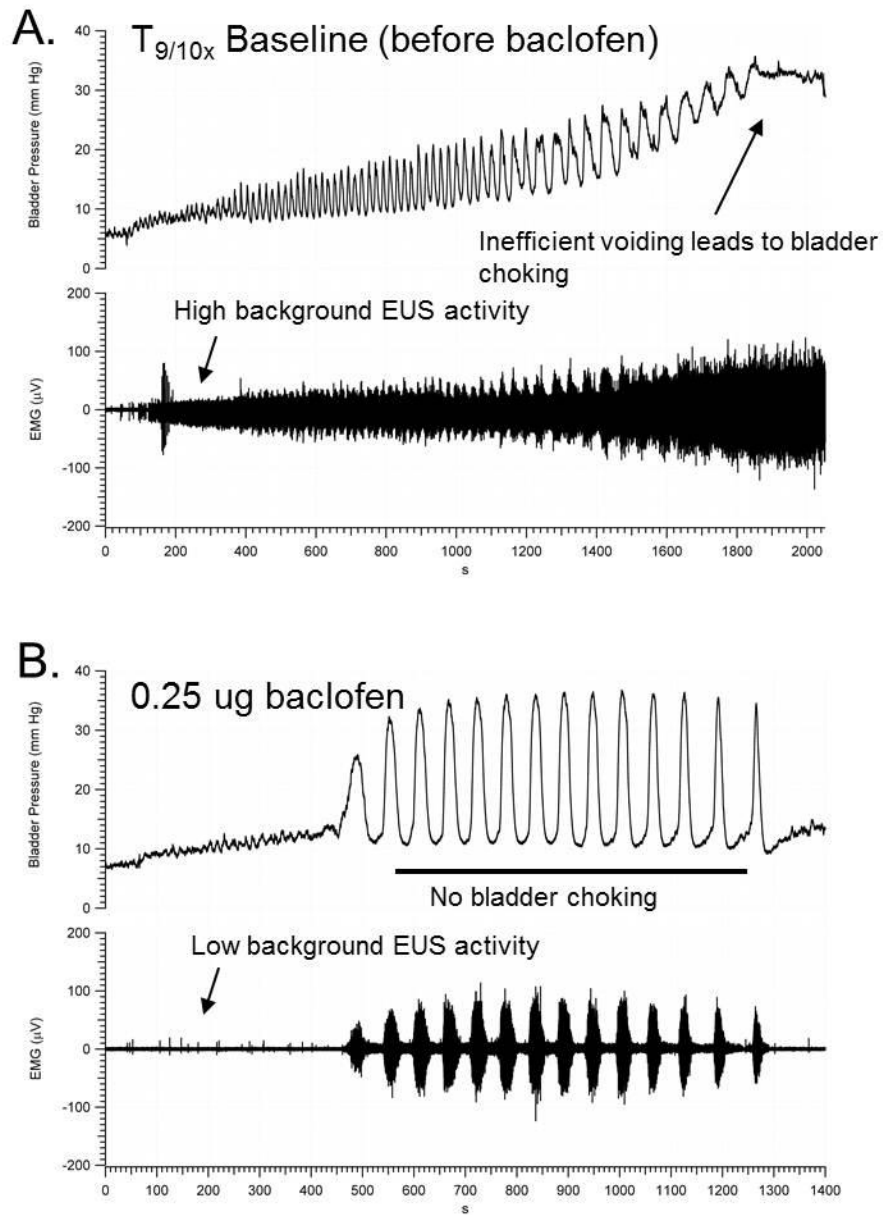 A.
T9/10x Baseline (before baclofen)
40
30
20
10
0
Bladder Pressure (mm Hg)
Inefficient voiding leads to bladder
choking
200
100
0
-100
-200
EMG (µV)
High background EUS activity
0 200 400 600 800 1000 1200 1400 1600 1800 2000
s
B.
0.25 ug baclofen
40
30
20
10
0
Bladder Pressure (mm Hg)
No bladder choking
200
100
0
-100
-200
EMG (µV)
Low background EUS activity
0 100 200 300 400 500 600 700 800 900 1000 1100 1200 1300 1400
s